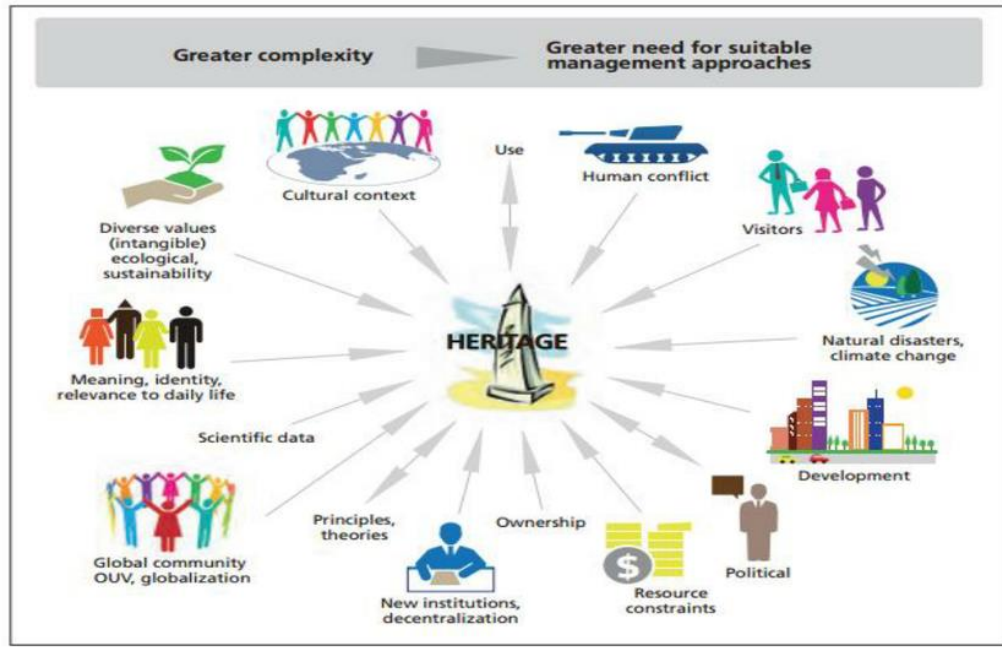 Greater complexity
Greater need for suitable
management approaches
Cultural context
Use
Human conflict
Visitors
Diverse values
(intangible)
ecological,
sustainability
HERITAGE
Natural disasters,
climate change
Meaning, identity,
relevance to daily life
Scientific data
Development
Global community
OUV, globalization
Principles,
theories
New institutions,
decentralization
Ownership
$
Resource
constraints
Political